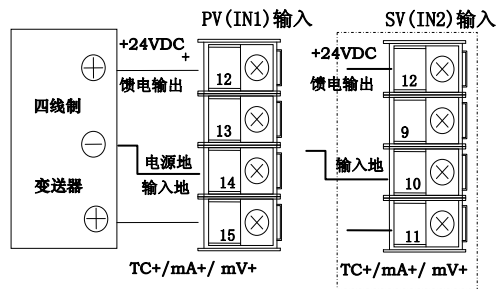 PV(IN1)输入
SV(IN2)输入
+24VDC
+
馈电输出
12
四线制
13
电源地
输入地
14
变送器
15
TC+/mA+/ mV+
+24VDC
馈电输出
12
9
输入地
10
11
TC+/mA+/ mV+